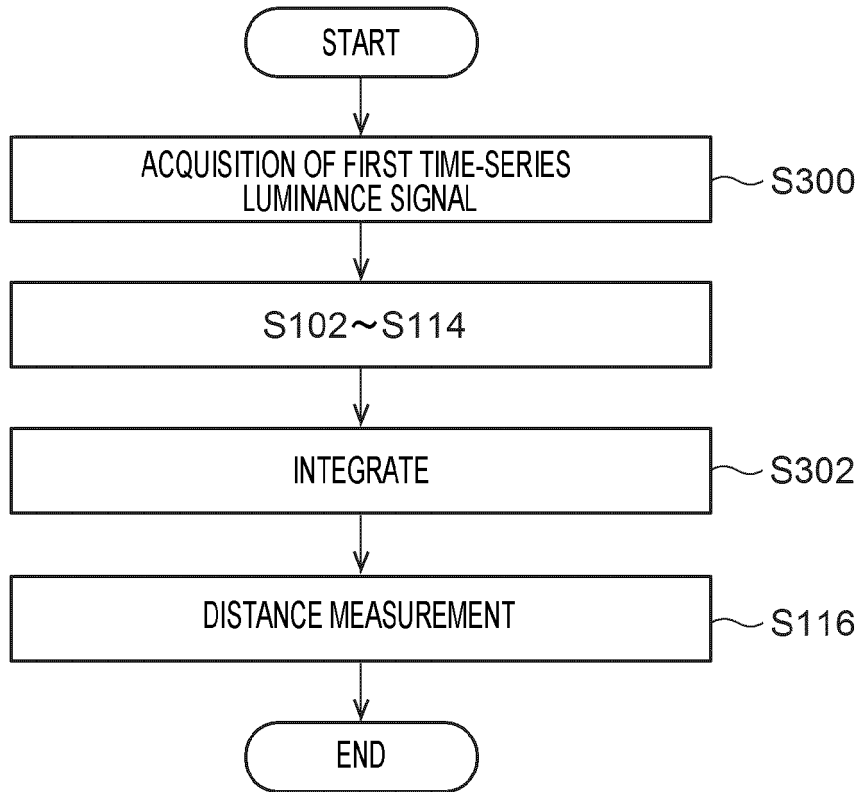 START
ACQUISITION OF FIRST TIME-SERIES
LUMINANCE SIGNAL
S300
S102~S114
INTEGRATE
S302
DISTANCE MEASUREMENT
S116
END